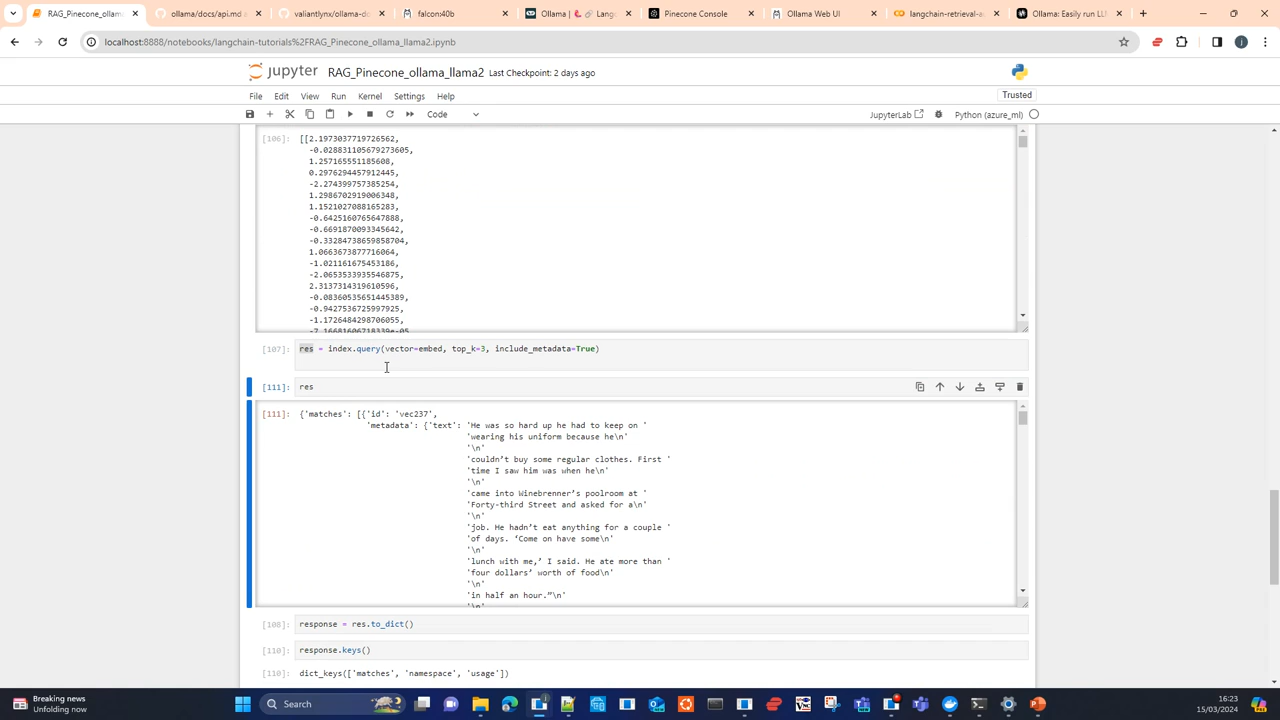 RAG_Pinecone_ollama_llama2
ollama/docs/api.md a
valiantlynx/ollama-do
falcon:40b
Ollama | 🦜️🔗 Lang
Pinecone Console
Ollama Web UI
langchain-retrieval-a
Ollama: Easily run LL
localhost:8888/notebooks/langchain-tutorials%2FRAG_Pinecone_ollama_llama2.ipynb
jupyter RAG_Pinecone_ollama_llama2 Last Checkpoint: 2 days ago
File Edit View Run Kernel Settings Help Trusted
Code JupyterLab Python (azure_ml)
[106]: [[2.1973037719726562,
-0.028831105679273605,
1.257165551185608,
0.2976294457912445,
-2.274399757385254,
1.2986702919006348,
1.1521027088165283,
-0.6425160765647888,
-0.6691870093345642,
-0.33284738659858704,
1.0663673877716064,
-1.021161675453186,
-2.0653533935546875,
2.3137314319610596,
-0.08360535651445389,
-0.9427536725997925,
-1.1726484298706055,
-7.16681606718339e-05
[107]: res = index.query(vector=embed, top_k=3, include_metadata=True)
[111]: res
[111]: {'matches': [{'id': 'vec237',
'metadata': {'text': 'He was so hard up he had to keep on '
'wearing his uniform because he\n'
'\n'
'couldn’t buy some regular clothes. First '
'time I saw him was when he\n'
'\n'
'came into Winebrenner’s poolroom at '
'Forty-third Street and asked for a\n'
'\n'
'job. He hadn’t eat anything for a couple '
'of days. ‘Come on have some\n'
'\n'
'lunch with me,’ I said. He ate more than '
'four dollars’ worth of food\n'
'\n'
'in half an hour.”\n'
'\n'
[108]: response = res.to_dict()
[110]: response.keys()
[110]: dict_keys(['matches', 'namespace', 'usage'])
Breaking news
Unfolding now
Search
16:23
15/03/2024